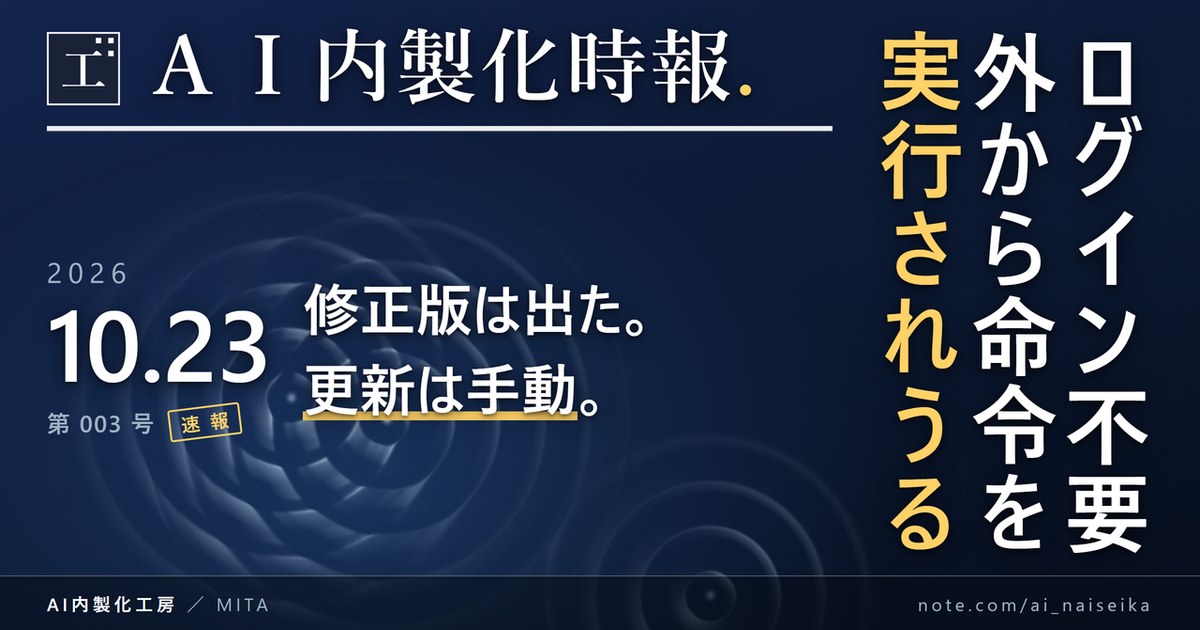 工
AI内製化時報.
ログイン不要
外から命令を
実行されうる
2026
10.23
第 003 号
速報
修正版は出た。
更新は手動。
AI内製化工房 ／ MITA
note.com/ai_naiseika